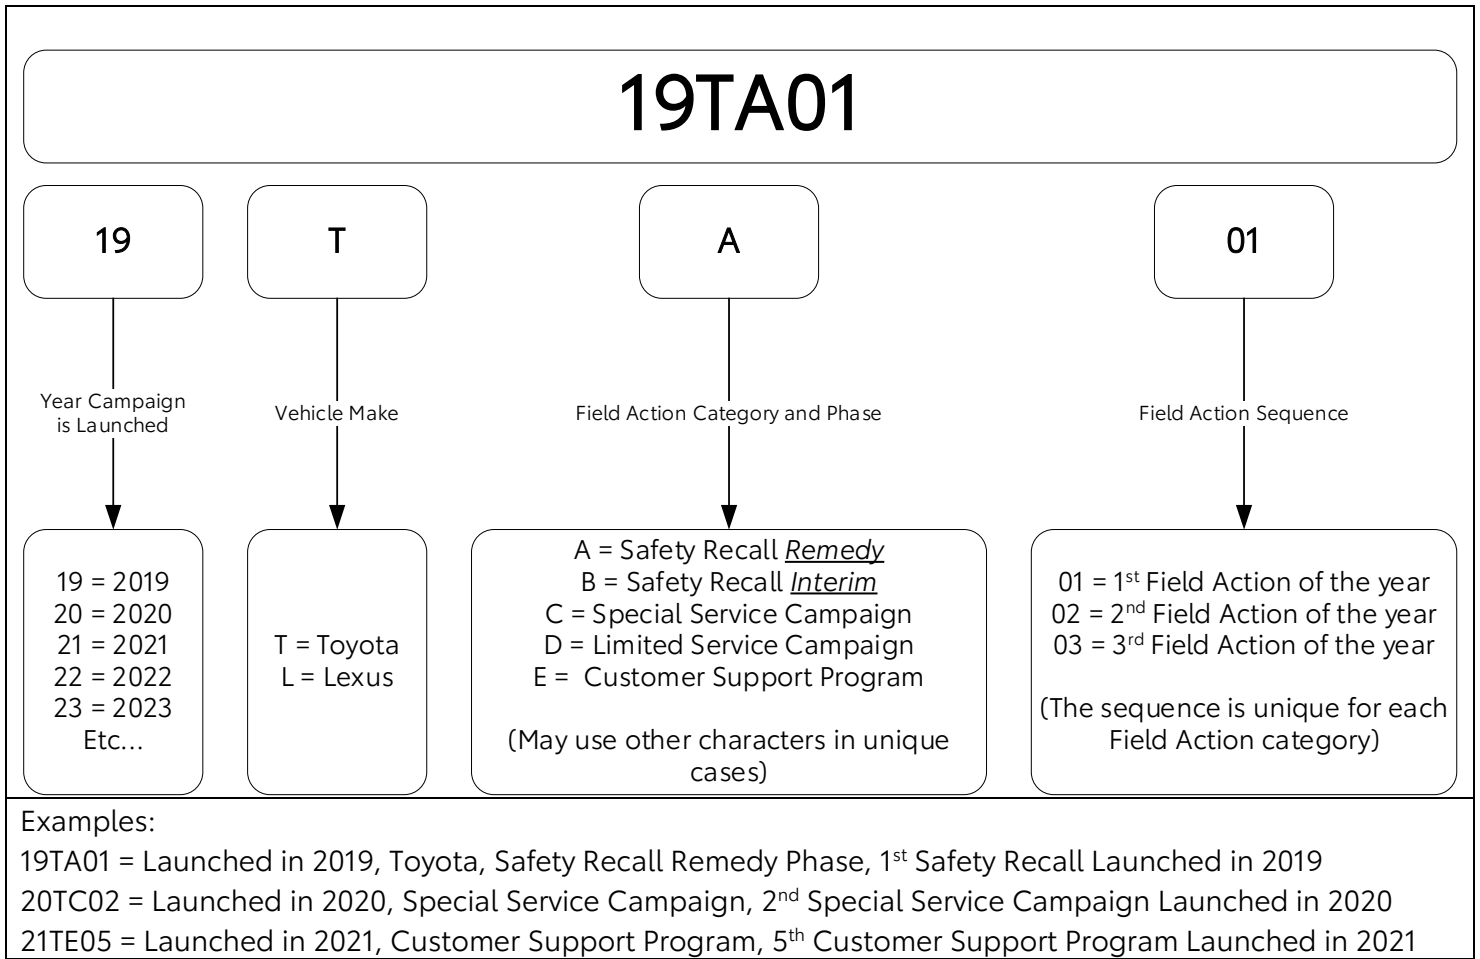 19TA01
19
T
A
01
Year Campaign
is Launched
Vehicle Make
Field Action Category and Phase
Field Action Sequence
19 = 2019
20 = 2020
21 = 2021
22 = 2022
23 = 2023
Etc...
T = Toyota
L = Lexus
A = Safety Recall Remedy
B = Safety Recall Interim
C = Special Service Campaign
D = Limited Service Campaign
E =  Customer Support Program
(May use other characters in unique
cases)
01 = 1st Field Action of the year
02 = 2nd Field Action of the year
03 = 3rd Field Action of the year
(The sequence is unique for each
Field Action category)
Examples:
19TA01 = Launched in 2019, Toyota, Safety Recall Remedy Phase, 1st Safety Recall Launched in 2019
20TC02 = Launched in 2020, Special Service Campaign, 2nd Special Service Campaign Launched in 2020
21TE05 = Launched in 2021, Customer Support Program, 5th Customer Support Program Launched in 2021